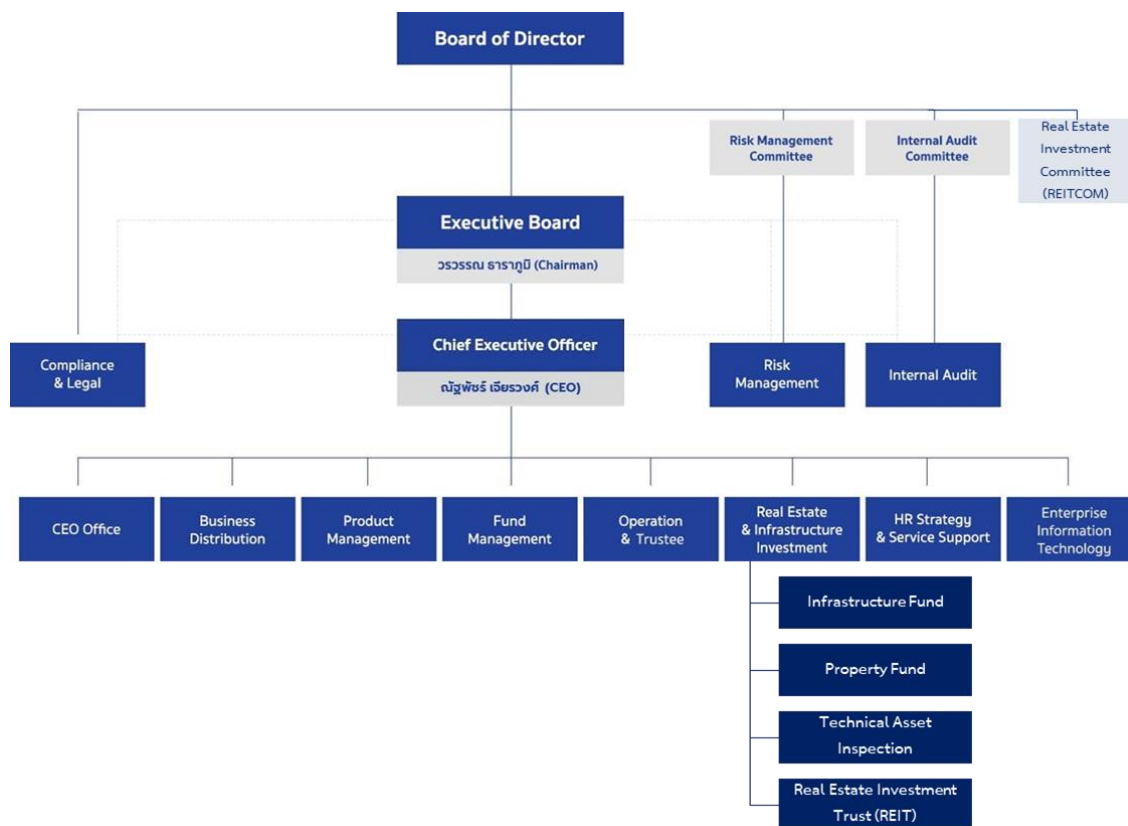 Board of Director
Risk Management
Committee
Internal Audit
Committee
Real Estate
Investment
Committee
(REITCOM)
Executive Board
วรวรรณ ธาราภูมิ (Chairman)
Chief Executive Officer
ณัฐพัชร์ เจียรวงศ์ (CEO)
Compliance
& Legal
Risk
Management
Internal Audit
CEO Office
Business
Distribution
Product
Management
Fund
Management
Operation
& Trustee
Real Estate
& Infrastructure
Investment
HR Strategy
& Service Support
Enterprise
Information
Technology
Infrastructure Fund
Property Fund
Technical Asset
Inspection
Real Estate Investment
Trust (REIT)